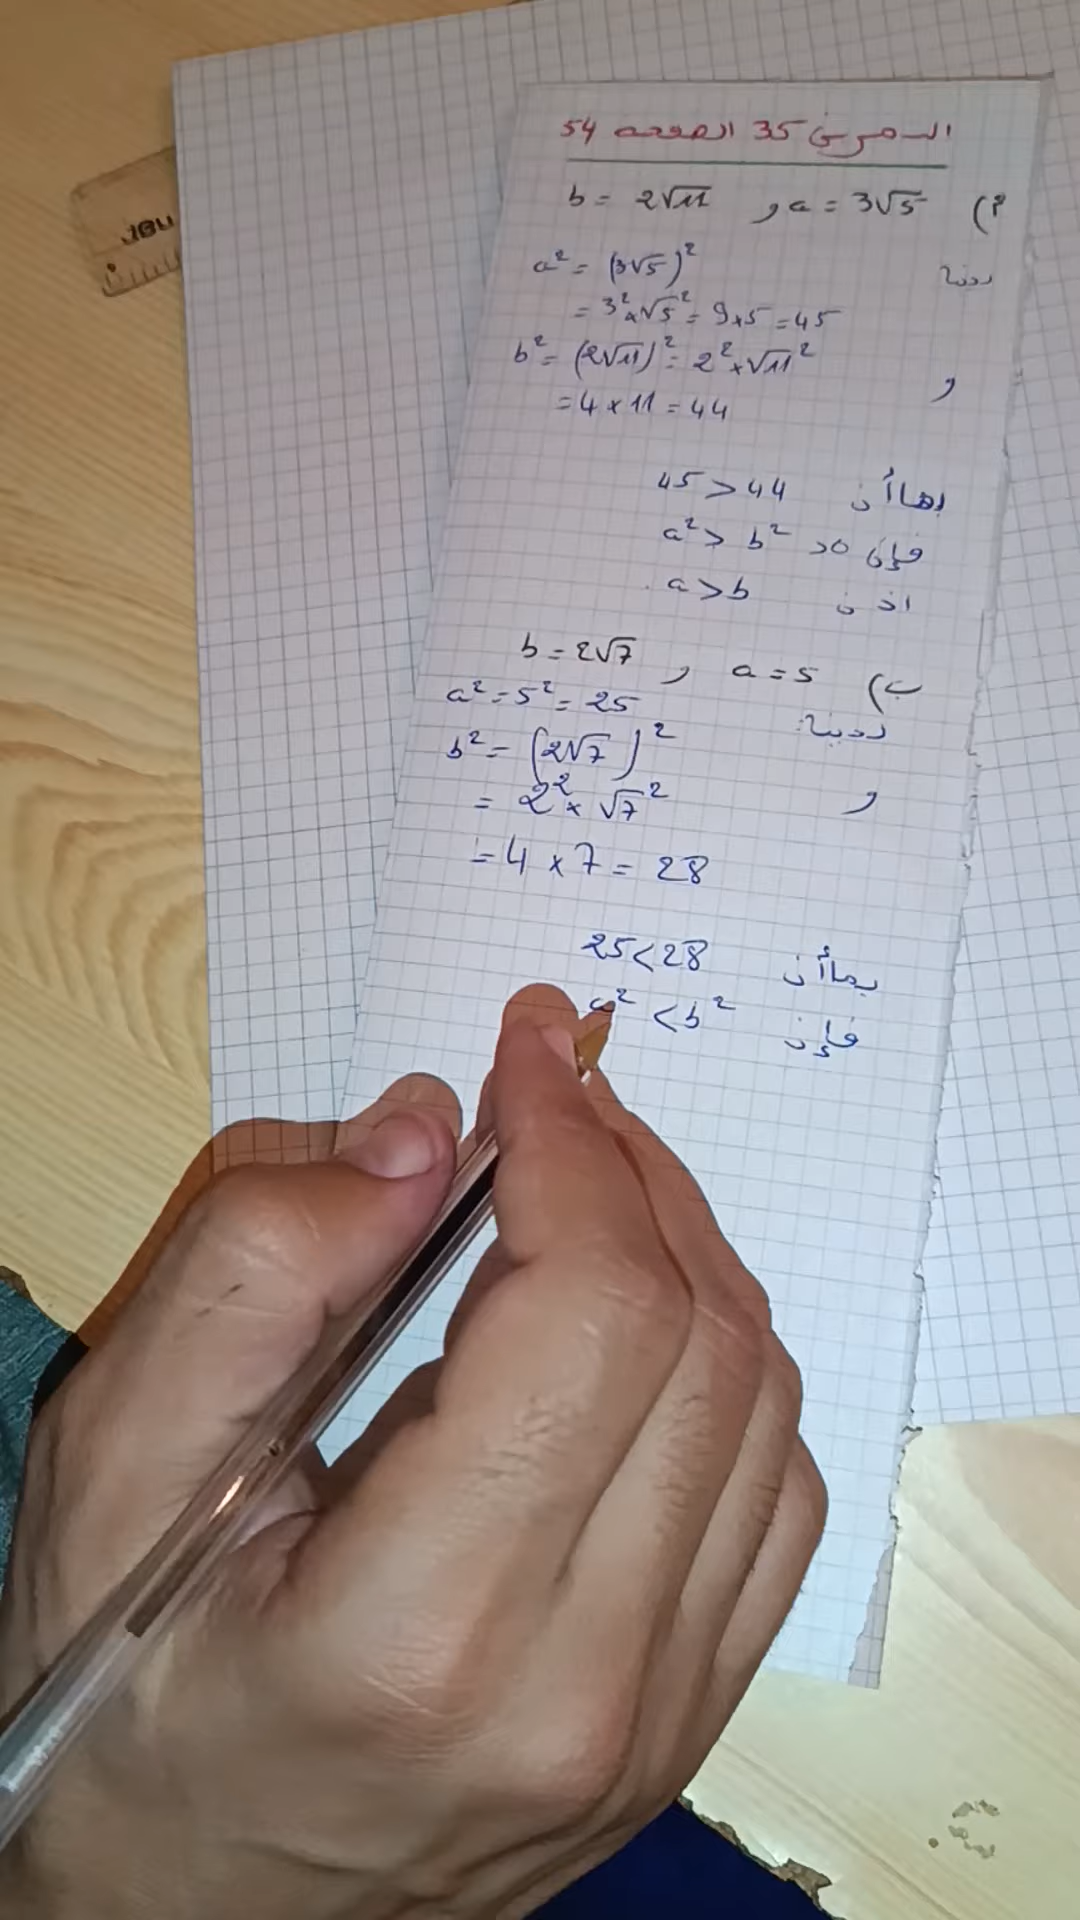 التمرين 35 الصفحة 54
أ) a = 3√5 و b = 2√11
لدينا a² = (3√5)²
= 3² × √5² = 9 × 5 = 45
و b² = (2√11)² = 2² × √11²
= 4 × 11 = 44
بما أن 45 > 44
فإن a² > b² > 0
اذن a > b
ب) a = 5 و b = 2√7
لدينا: a² = 5² = 25
b² = (2√7)²
و = 2² × √7²
= 4 × 7 = 28
بما أن 25 < 28
فإن a² < b²